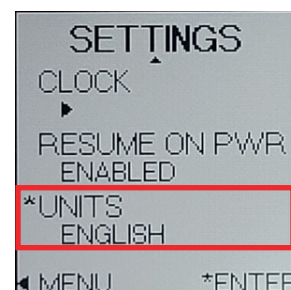 SETTINGS
CLOCK
RESUME ON PWR
ENABLED
*UNITS
ENGLISH
MENU *ENTER